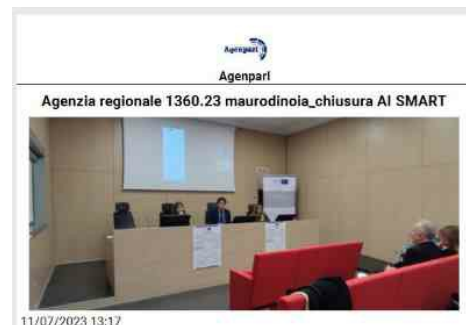 Agenparl
Agenparl
Agenzia regionale 1360.23 maurodinoia_chiusura AI SMART
11/07/2023 13:17